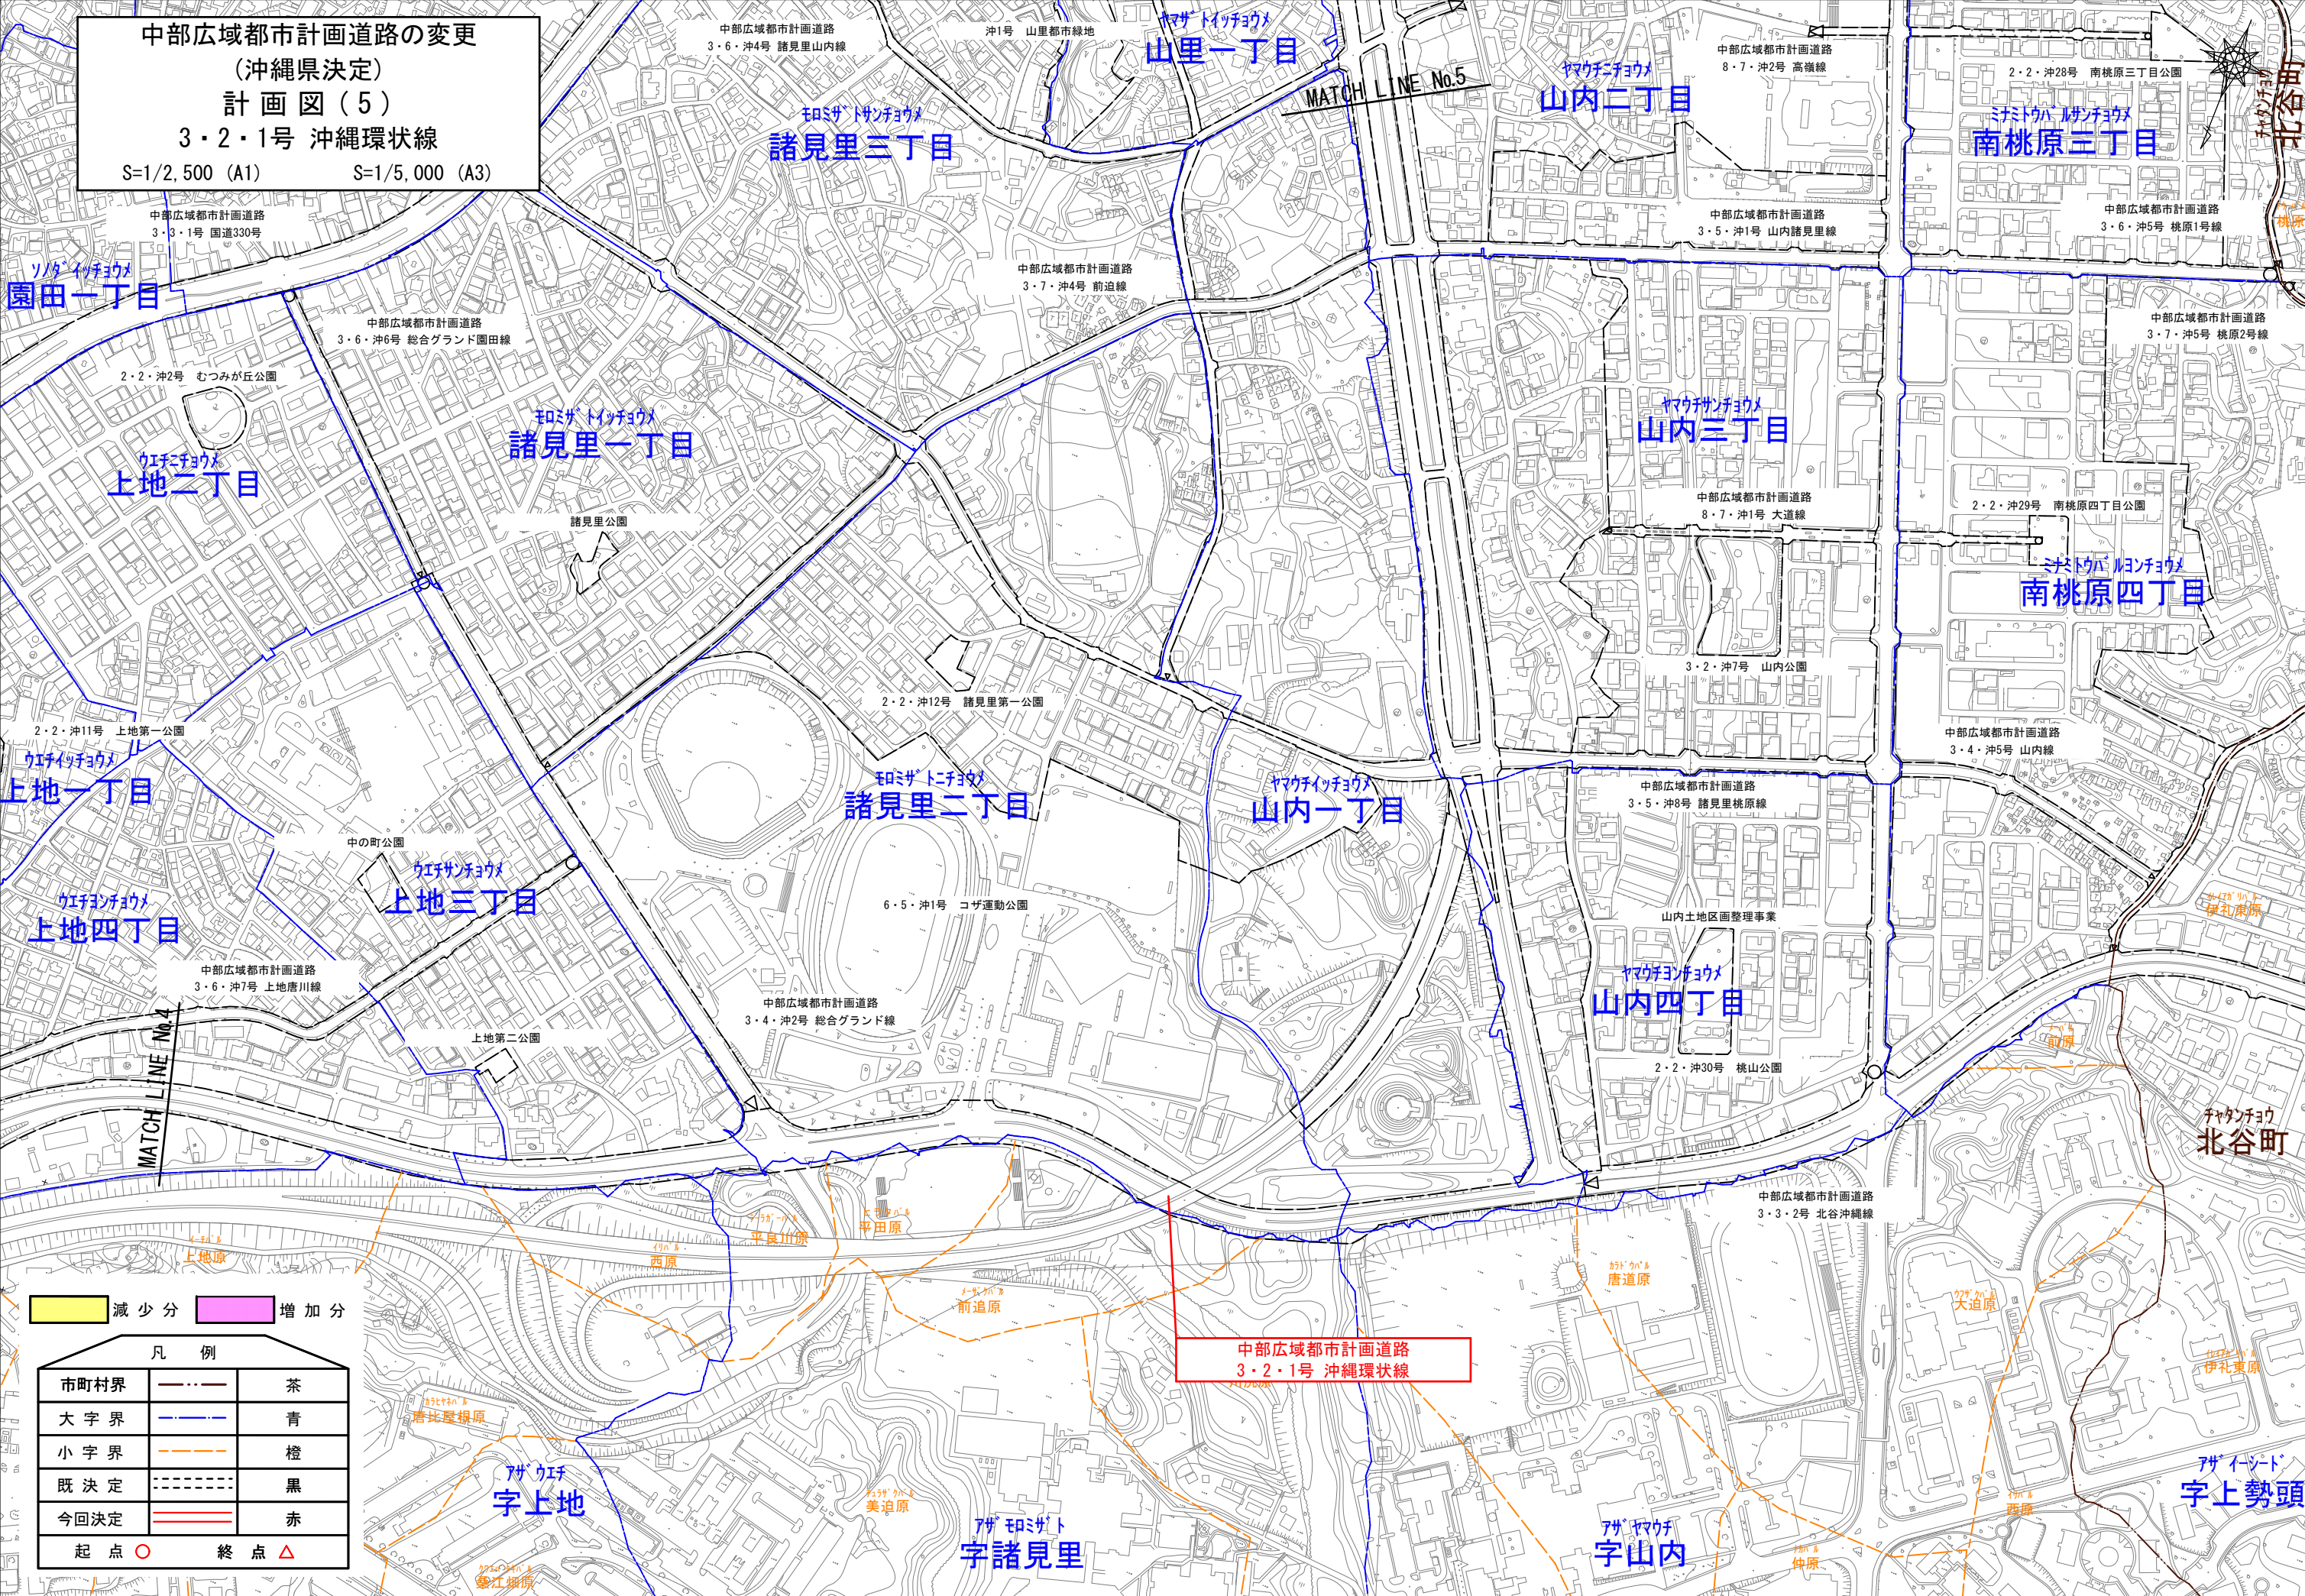 中部広域都市計画道路の変更
(沖縄県決定)
計画図(5)
3・2・1号 沖縄環状線
S=1/2,500 (A1) S=1/5,000 (A3)
中部広域都市計画道路
3・6・沖4号 諸見里山内線
沖1号 山里都市緑地
ヤマザトイッチョウメ
山里一丁目
MATCH LINE No.5
ヤマウチニチョウメ
山内二丁目
中部広域都市計画道路
8・7・沖2号 高嶺線
2・2・沖28号 南桃原三丁目公園
ミナミトウバルサンチョウメ
南桃原三丁目
チャタンチョウ
北谷町
モロミザトサンチョウメ
諸見里三丁目
中部広域都市計画道路
3・3・1号 国道330号
中部広域都市計画道路
3・5・沖1号 山内諸見里線
中部広域都市計画道路
3・6・沖5号 桃原1号線
桃原
ソノダイッチョウメ
園田一丁目
中部広域都市計画道路
3・7・沖4号 前迫線
中部広域都市計画道路
3・6・沖6号 総合グランド園田線
中部広域都市計画道路
3・7・沖5号 桃原2号線
2・2・沖2号 むつみが丘公園
ウエチニチョウメ
上地二丁目
モロミザトイッチョウメ
諸見里一丁目
ヤマウチサンチョウメ
山内三丁目
諸見里公園
中部広域都市計画道路
8・7・沖1号 大道線
2・2・沖29号 南桃原四丁目公園
ミナミトウバルヨンチョウメ
南桃原四丁目
3・2・沖7号 山内公園
2・2・沖12号 諸見里第一公園
2・2・沖11号 上地第一公園
ウエチイッチョウメ
上地一丁目
中部広域都市計画道路
3・4・沖5号 山内線
モロミザトニチョウメ
諸見里二丁目
ヤマウチイッチョウメ
山内一丁目
中部広域都市計画道路
3・5・沖8号 諸見里桃原線
中の町公園
ウエチサンチョウメ
上地三丁目
ウエチヨンチョウメ
上地四丁目
6・5・沖1号 コザ運動公園
山内土地区画整理事業
伊礼東原
中部広域都市計画道路
3・6・沖7号 上地唐川線
ヤマウチヨンチョウメ
山内四丁目
中部広域都市計画道路
3・4・沖2号 総合グランド線
MATCH LINE No.4
上地第二公園
前原
2・2・沖30号 桃山公園
チャタンチョウ
北谷町
中部広域都市計画道路
3・3・2号 北谷沖縄線
上地原
西原
平良川原
平田原
前追原
カラドウバル
唐道原
大迫原
減少分 増加分
中部広域都市計画道路
3・2・1号 沖縄環状線
伊礼東原
凡例
市町村界 茶
大字界 青
小字界 橙
既決定 黒
今回決定 赤
起点 終点
唐比屋根原
アザウエチ
字上地
美迫原
アザモロミザト
字諸見里
アザヤマウチ
字山内
仲原
西原
アザイーシード
字上勢頭